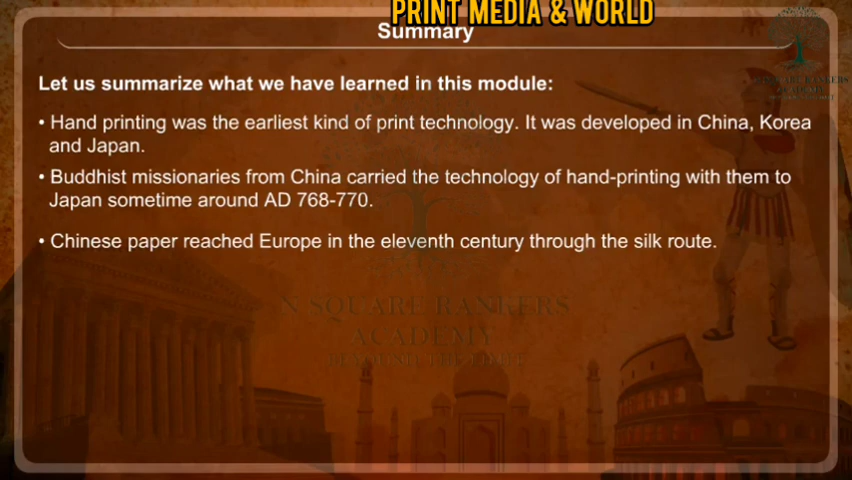 PRINT MEDIA & WORLD
Summary
Let us summarize what we have learned in this module:
• Hand printing was the earliest kind of print technology. It was developed in China, Korea
and Japan.
• Buddhist missionaries from China carried the technology of hand-printing with them to
Japan sometime around AD 768-770.
• Chinese paper reached Europe in the eleventh century through the silk route.
N SQUARE RANKERS
ACADEMY